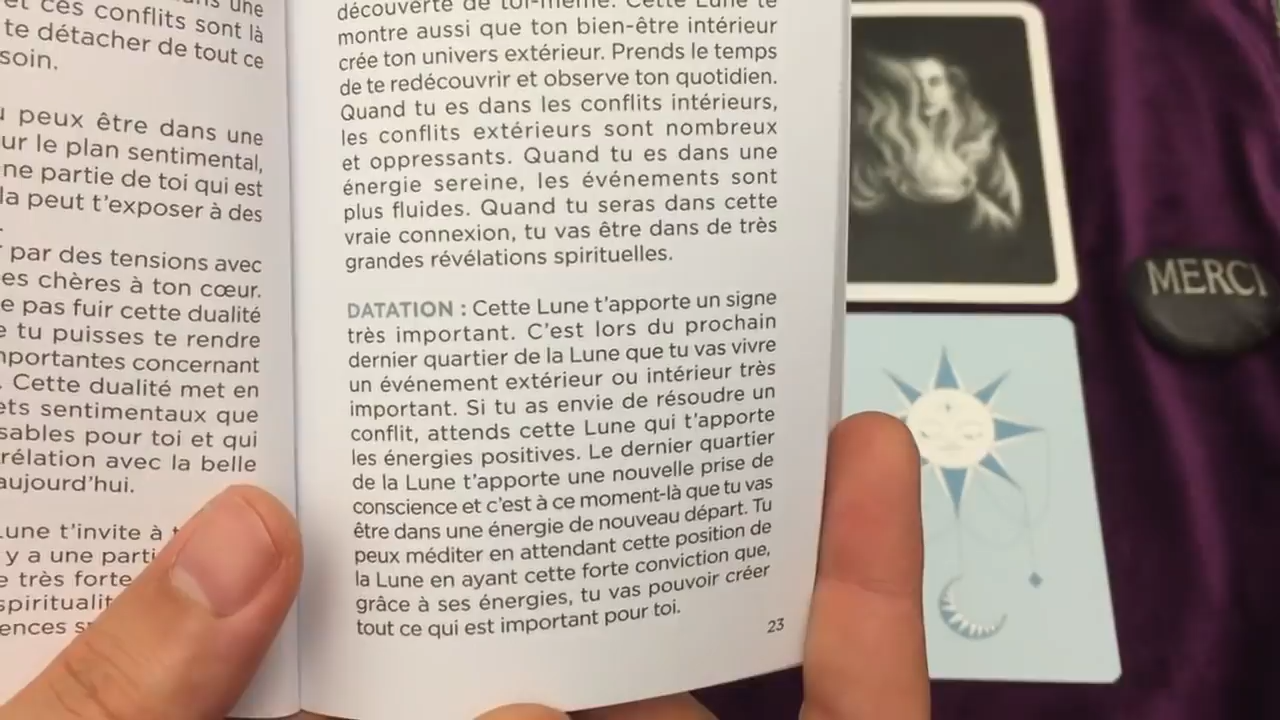 une
et ces conflits sont là
te détacher de tout ce
soin.
peux être dans une
ur le plan sentimental,
ne partie de toi qui est
la peut t'exposer à des
par des tensions avec
es chères à ton cœur.
e pas fuir cette dualité
e tu puisses te rendre
mportantes concernant
. Cette dualité met en
ets sentimaux que
sables pour toi et qui
rélation avec la belle
aujourd'hui.
Lune t'invite à
y a une parti
e très forte
spiritualit
ences
découverte de toi-même. Cette Lune te
montre aussi que ton bien-être intérieur
crée ton univers extérieur. Prends le temps
de te redécouvrir et observe ton quotidien.
Quand tu es dans les conflits intérieurs,
les conflits extérieurs sont nombreux
et oppressants. Quand tu es dans une
énergie sereine, les événements sont
plus fluides. Quand tu seras dans cette
vraie connexion, tu vas être dans de très
grandes révélations spirituelles.
DATATION : Cette Lune t'apporte un signe
très important. C'est lors du prochain
dernier quartier de la Lune que tu vas vivre
un événement extérieur ou intérieur très
important. Si tu as envie de résoudre un
conflit, attends cette Lune qui t'apporte
les énergies positives. Le dernier quartier
de la Lune t'apporte une nouvelle prise de
conscience et c'est à ce moment-là que tu vas
être dans une énergie de nouveau départ. Tu
peux méditer en attendant cette position de
la Lune en ayant cette forte conviction que,
grâce à ses énergies, tu vas pouvoir créer
tout ce qui est important pour toi.
23
MERCI